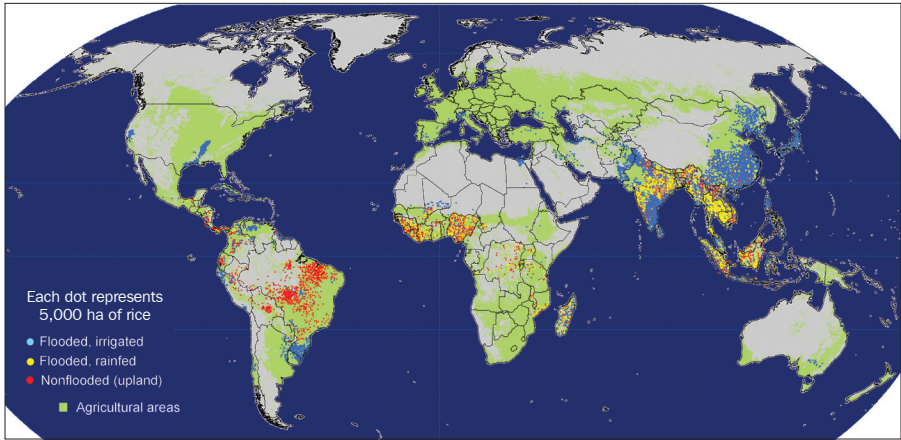 Each dot represents
5,000 ha of rice
Flooded, irrigated
Flooded, rainfed
Nonflooded (upland)
Agricultural areas